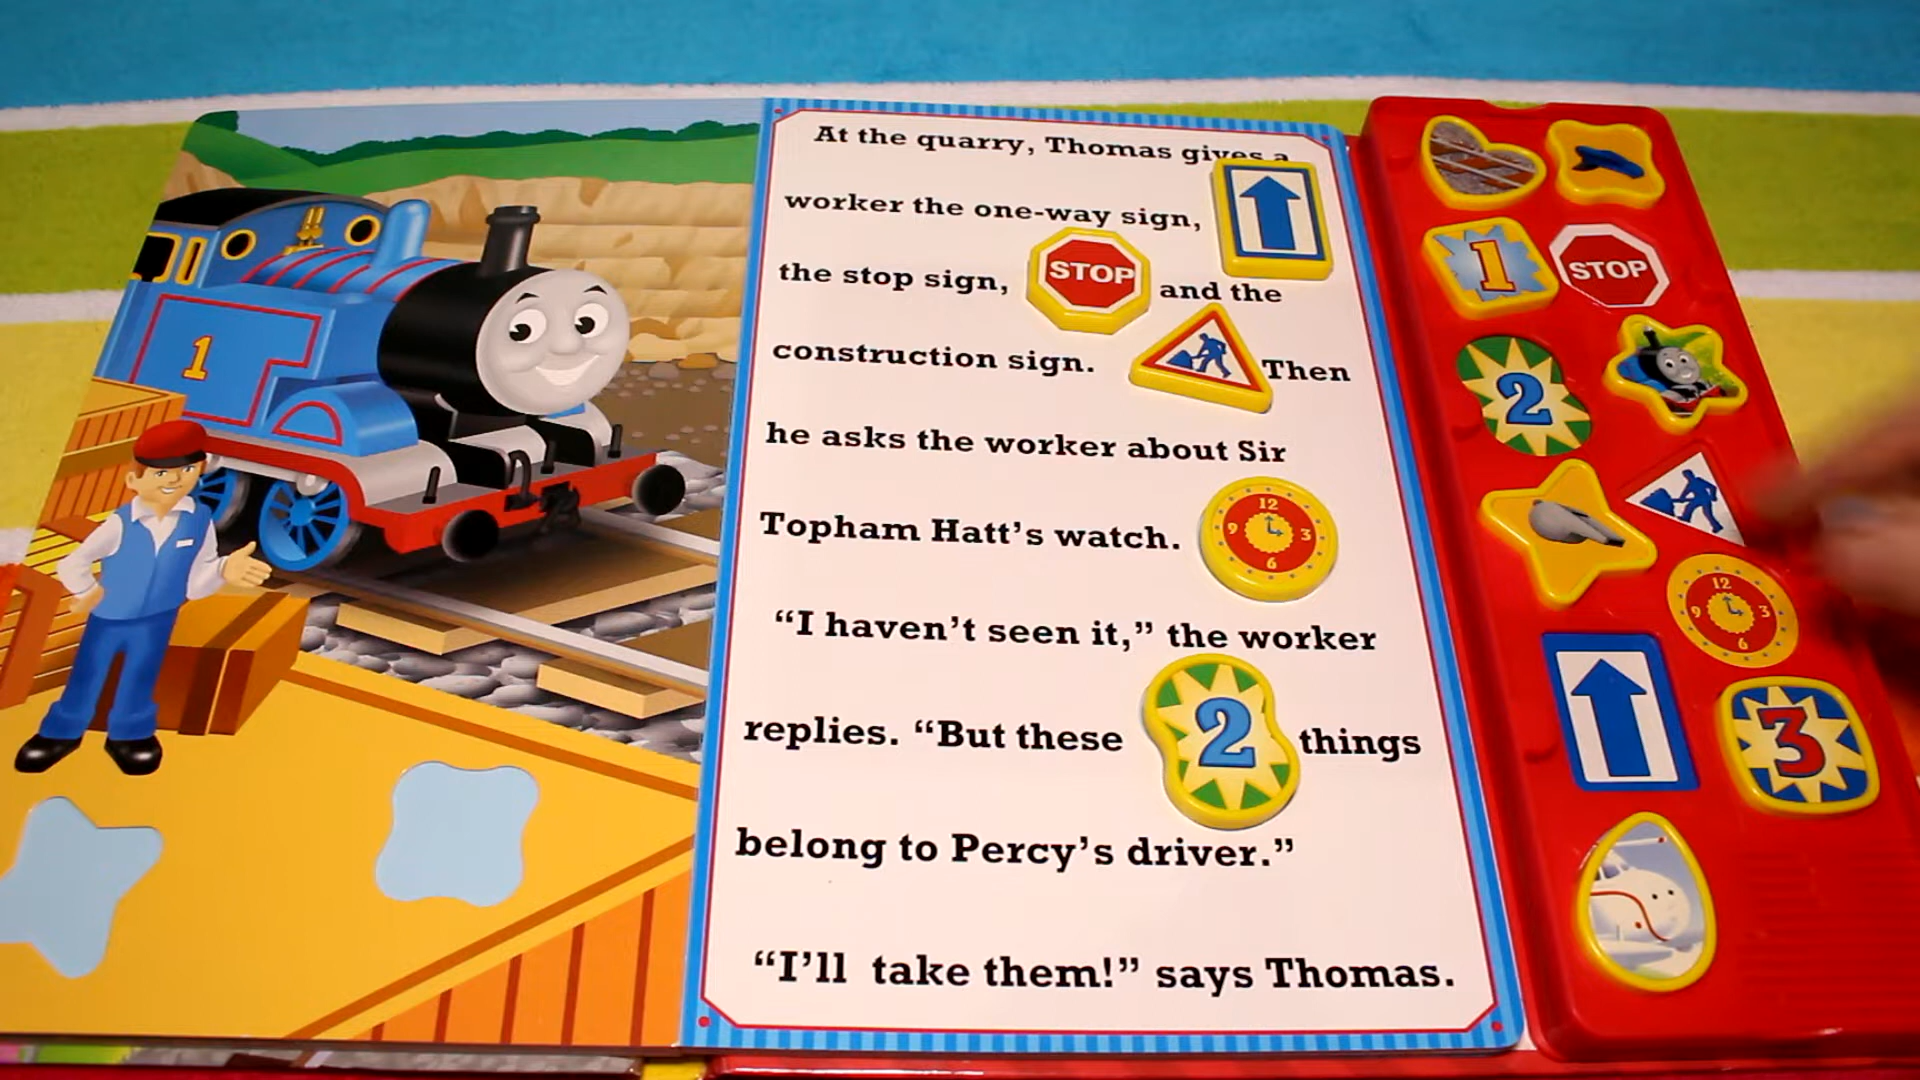 At the quarry, Thomas gives a
worker the one-way sign,
the stop sign, STOP and the
construction sign. Then
he asks the worker about Sir
Topham Hatt's watch. 12 3 6 9
“I haven't seen it,” the worker
replies. “But these 2 things
belong to Percy's driver.”
“I'll take them!” says Thomas.
1
1
STOP
2
12 3 6 9
3